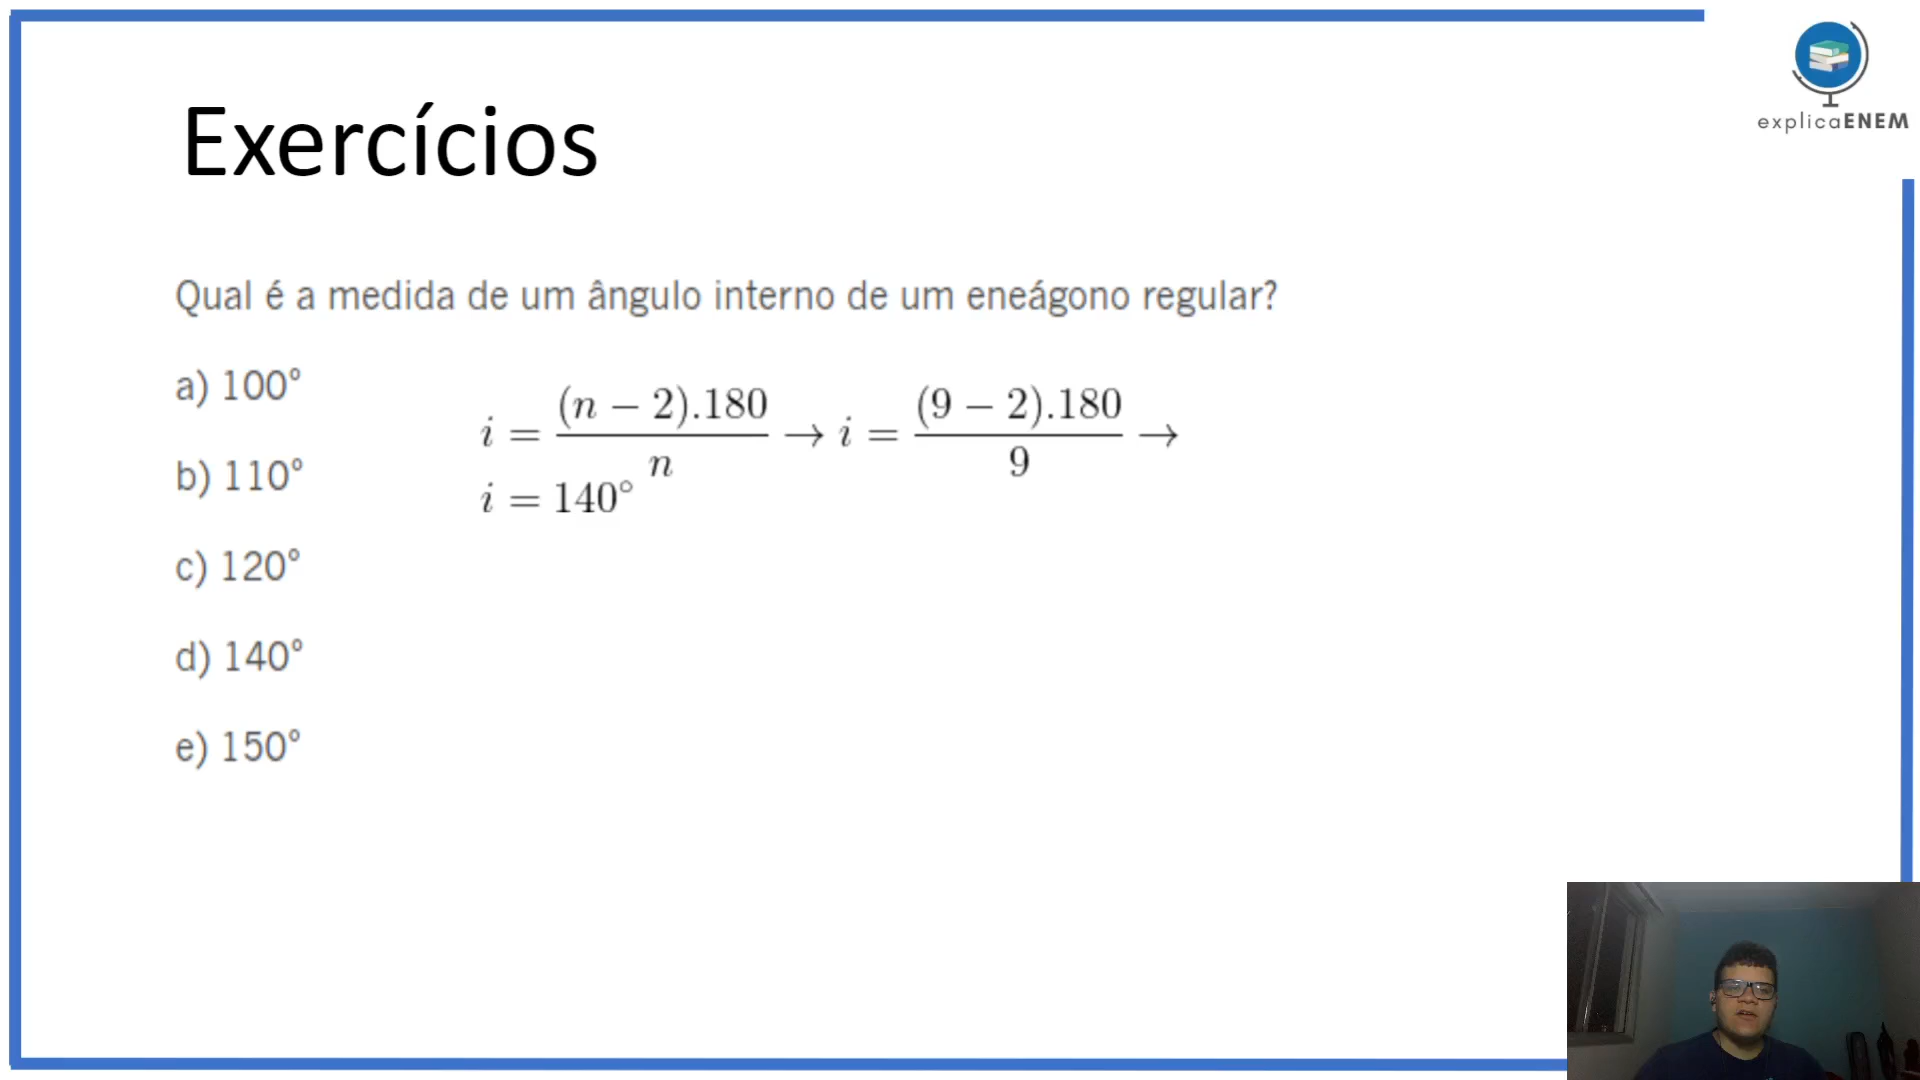 explicaENEM
Exercícios
Qual é a medida de um ângulo interno de um eneágono regular?
a) 100°
b) 110°
c) 120°
d) 140°
e) 150°
i = (n − 2).180 / n → i = (9 − 2).180 / 9 →
i = 140°